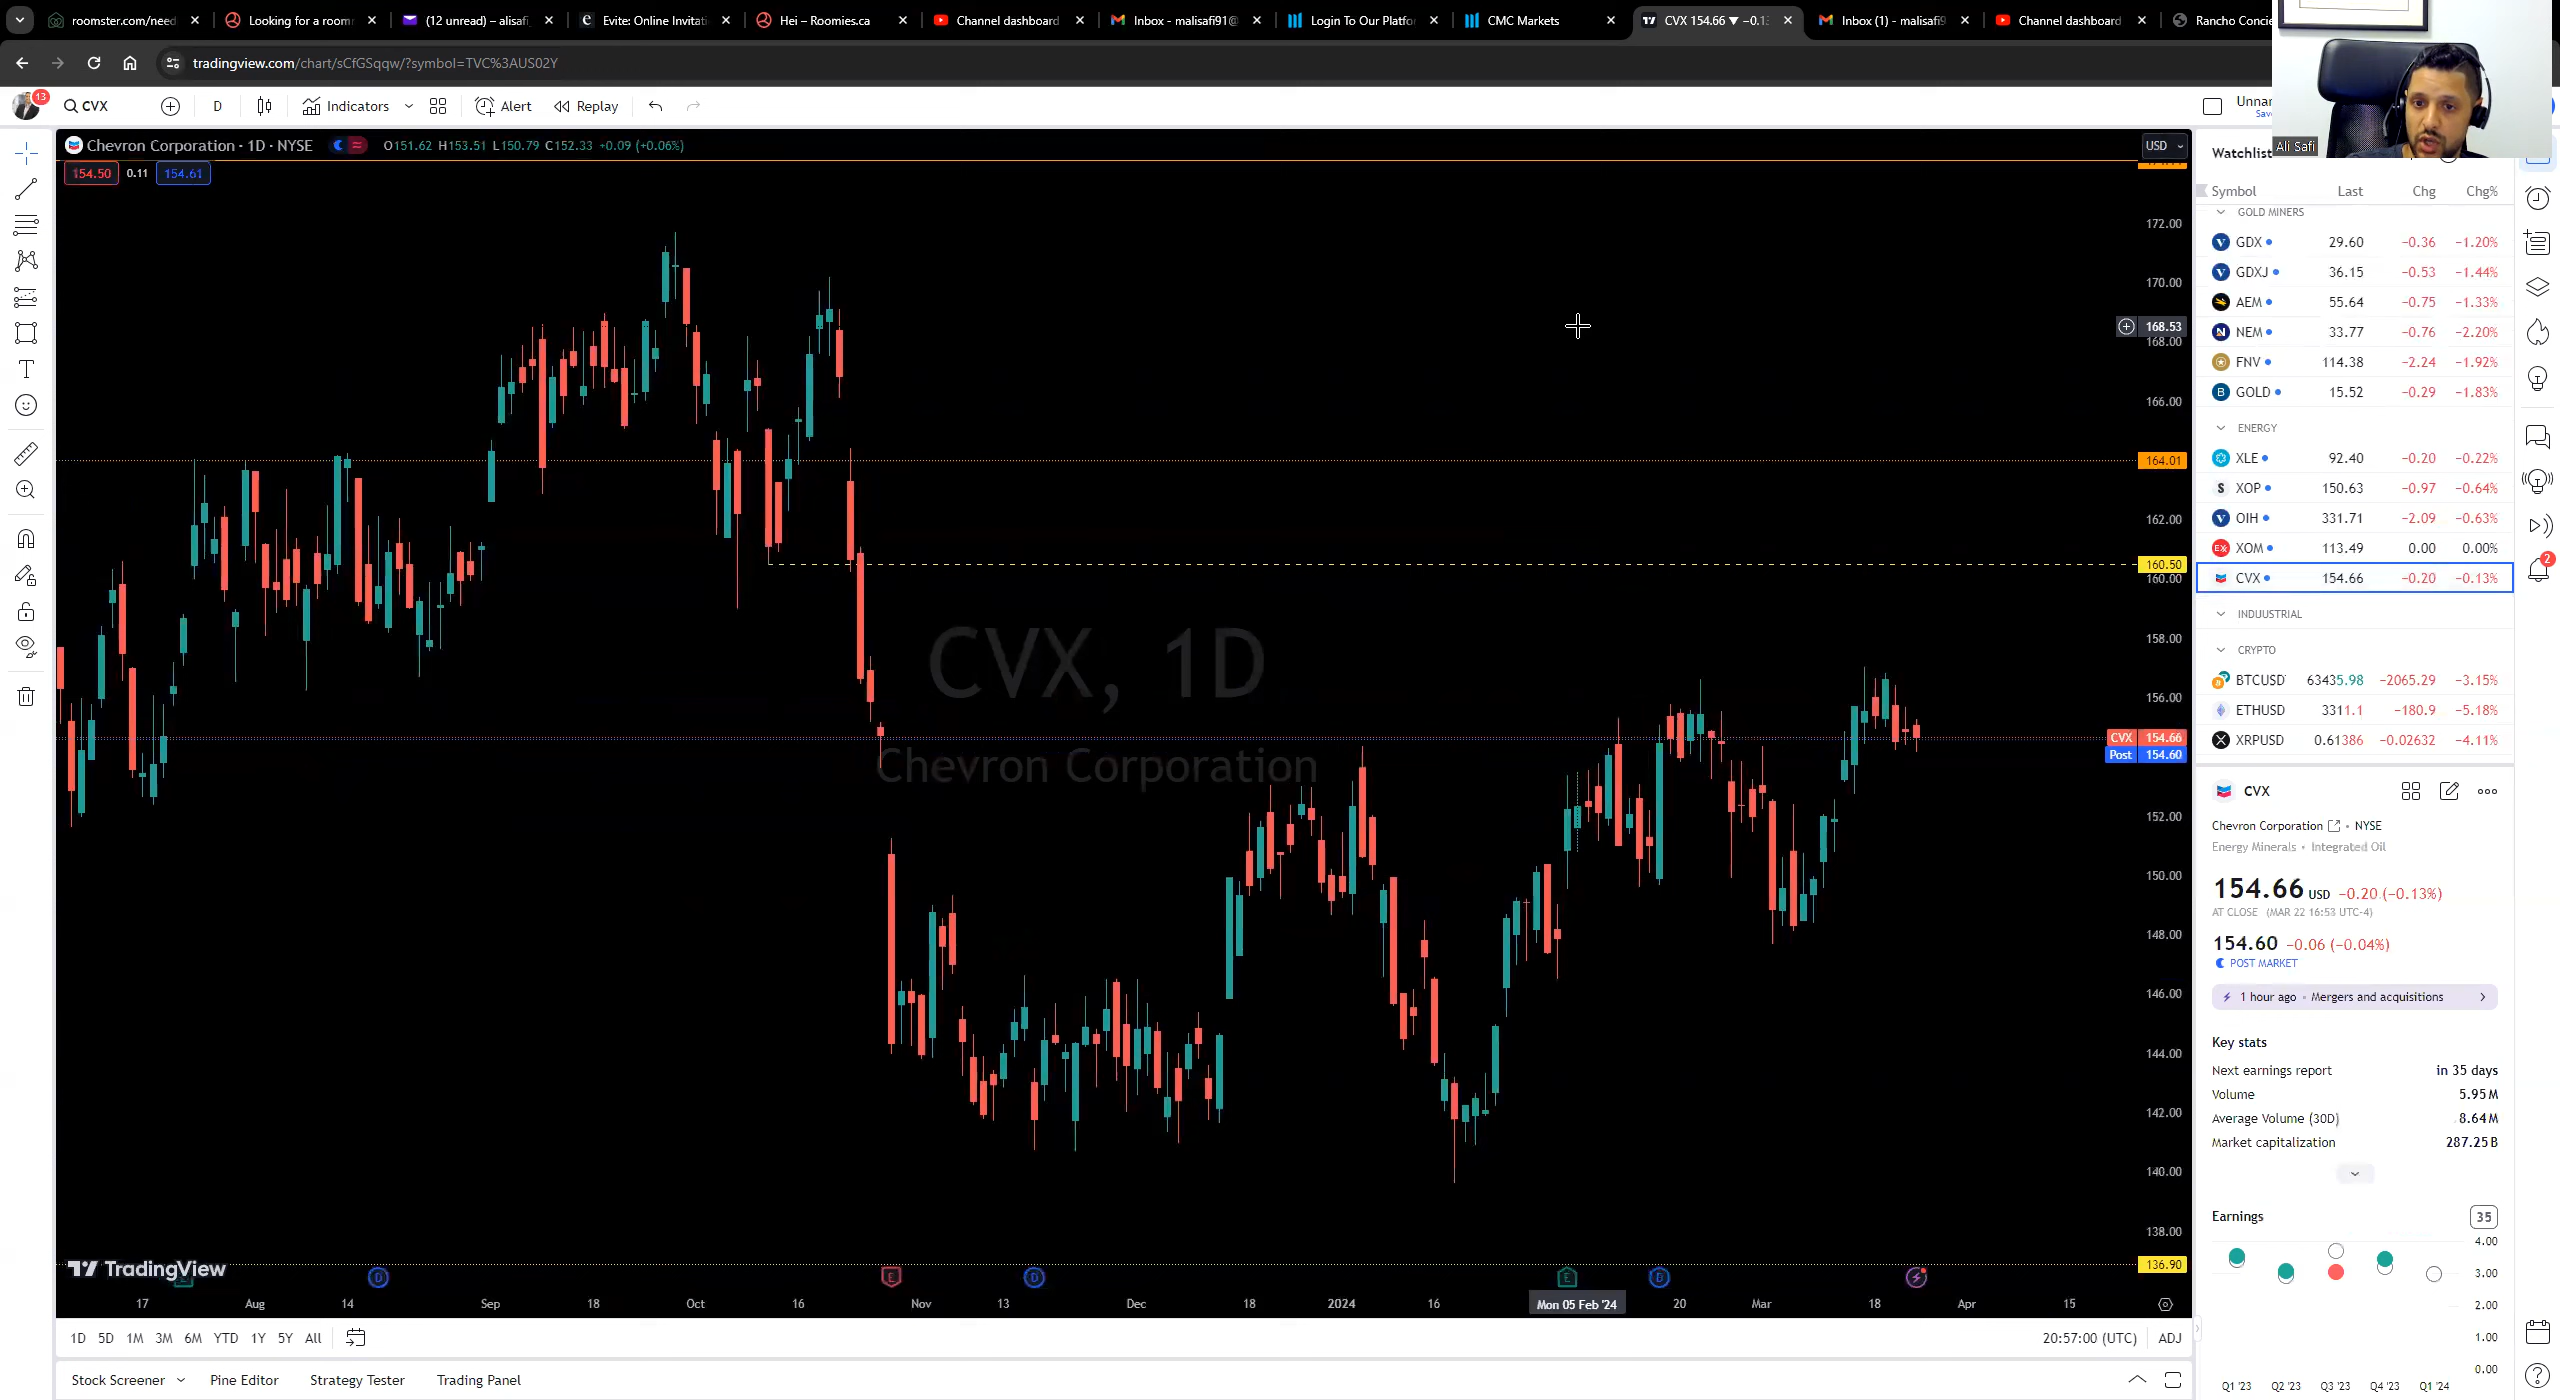 roomster.com/need
Looking for a roomr
(12 unread) – alisafi
Evite: Online Invitati
Hei – Roomies.ca
Channel dashboard
Inbox - malisafi91@
Login To Our Platfo
CMC Markets
CVX 154.66 ▼ −0.1
Inbox (1) - malisafi9
Channel dashboard
Rancho Concie
tradingview.com/chart/sCfGSqqw/?symbol=TVC%3AUS02Y
13
CVX
D
Indicators
Alert
Replay
Unnar
Save
Ali Safi
Chevron Corporation · 1D · NYSE
O151.62 H153.51 L150.79 C152.33 +0.09 (+0.06%)
USD
154.50 0.11 154.61
172.00
170.00
168.53
168.00
166.00
164.01
162.00
160.50
160.00
158.00
156.00
CVX 154.66
Post 154.60
152.00
150.00
148.00
146.00
144.00
142.00
140.00
138.00
136.90
CVX, 1D
Chevron Corporation
TradingView
D E D E D
17 Aug 14 Sep 18 Oct 16 Nov 13 Dec 18 2024 16 Mon 05 Feb '24 20 Mar 18 Apr 15
1D 5D 1M 3M 6M YTD 1Y 5Y All
20:57:00 (UTC) ADJ
Stock Screener Pine Editor Strategy Tester Trading Panel
Watchlist
Symbol Last Chg Chg%
GOLD MINERS
GDX 29.60 −0.36 −1.20%
GDXJ 36.15 −0.53 −1.44%
AEM 55.64 −0.75 −1.33%
NEM 33.77 −0.76 −2.20%
FNV 114.38 −2.24 −1.92%
GOLD 15.52 −0.29 −1.83%
ENERGY
XLE 92.40 −0.20 −0.22%
XOP 150.63 −0.97 −0.64%
OIH 331.71 −2.09 −0.63%
XOM 113.49 0.00 0.00%
CVX 154.66 −0.20 −0.13%
INDUUSTRIAL
CRYPTO
BTCUSD 63435.98 −2065.29 −3.15%
ETHUSD 3311.1 −180.9 −5.18%
XRPUSD 0.61386 −0.02632 −4.11%
CVX
Chevron Corporation • NYSE
Energy Minerals • Integrated Oil
154.66 USD −0.20 (−0.13%)
AT CLOSE (MAR 22 16:53 UTC-4)
154.60 −0.06 (−0.04%)
POST MARKET
1 hour ago • Mergers and acquisitions
Key stats
Next earnings report in 35 days
Volume 5.95M
Average Volume (30D) 8.64M
Market capitalization 287.25B
Earnings 35
4.00
3.00
2.00
1.00
0.00
Q1 '23 Q2 '23 Q3 '23 Q4 '23 Q1 '24
2